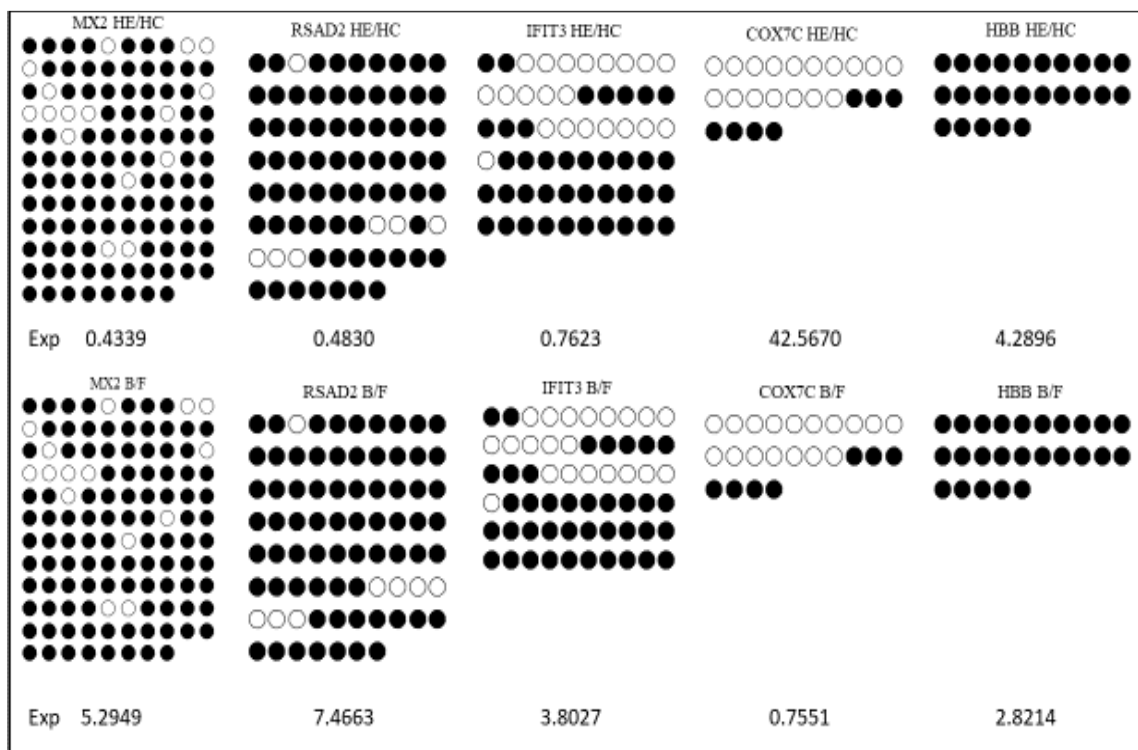 MX2 HE/HC
RSAD2 HE/HC
IFIT3 HE/HC
COX7C HE/HC
HBB HE/HC
Exp 0.4339 0.4830 0.7623 42.5670 4.2896
MX2 B/F
RSAD2 B/F
IFIT3 B/F
COX7C B/F
HBB B/F
Exp 5.2949 7.4663 3.8027 0.7551 2.8214